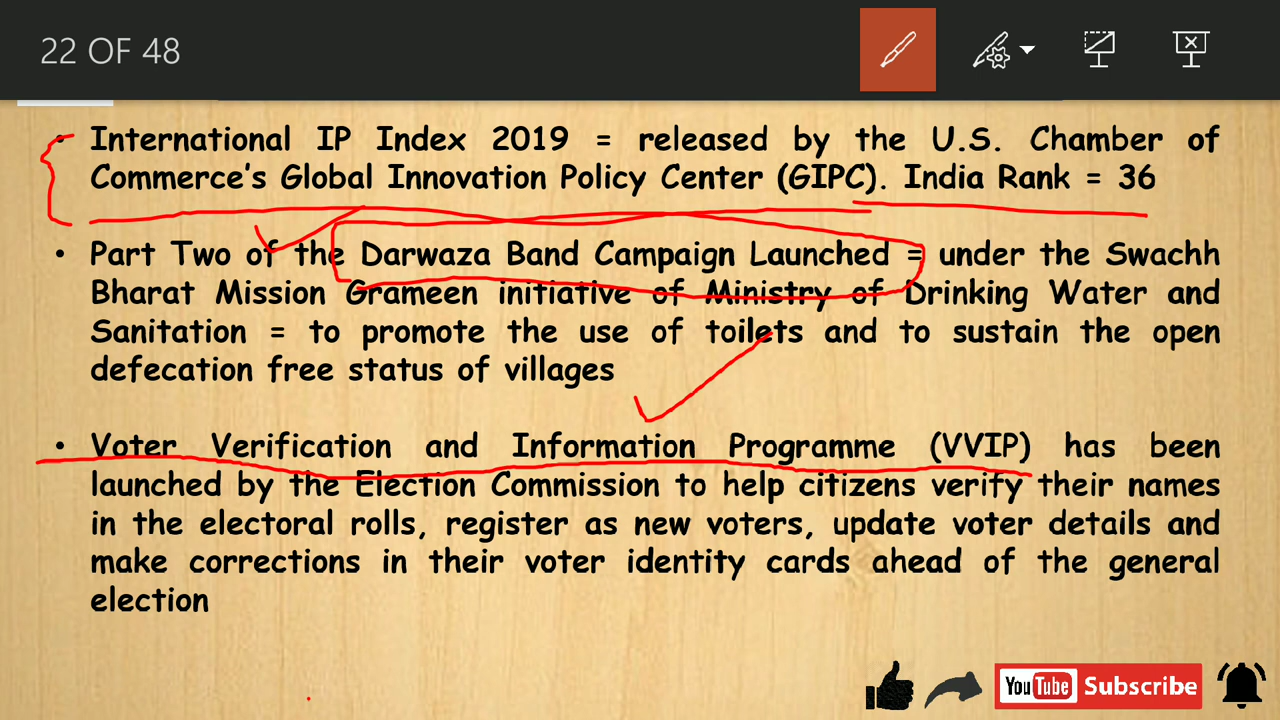 22 OF 48
• International IP Index 2019 = released by the U.S. Chamber of
Commerce's Global Innovation Policy Center (GIPC). India Rank = 36
• Part Two of the Darwaza Band Campaign Launched = under the Swachh
Bharat Mission Grameen initiative of Ministry of Drinking Water and
Sanitation = to promote the use of toilets and to sustain the open
defecation free status of villages
• Voter Verification and Information Programme (VVIP) has been
launched by the Election Commission to help citizens verify their names
in the electoral rolls, register as new voters, update voter details and
make corrections in their voter identity cards ahead of the general
election
YouTube Subscribe